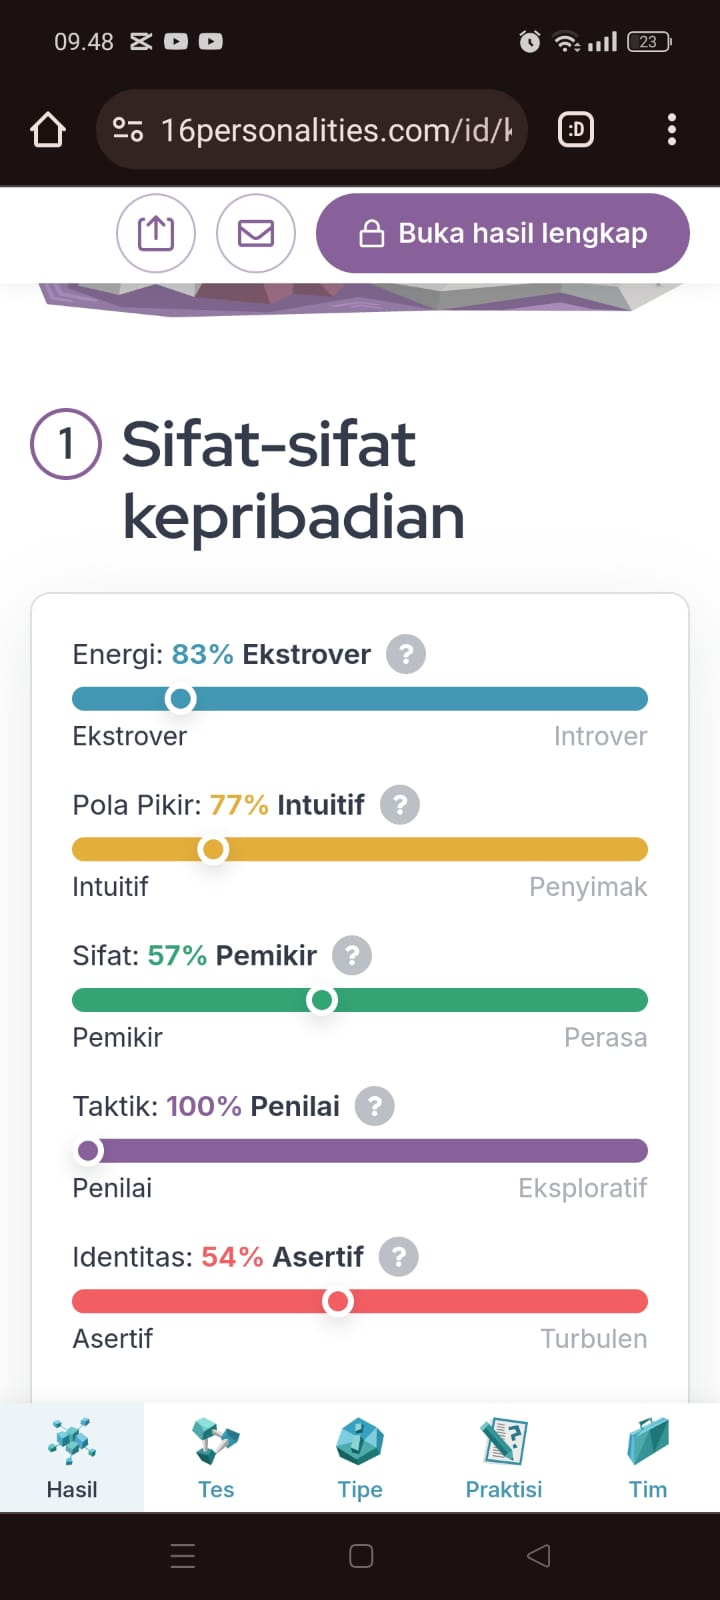 09.48
23
16personalities.com/id/k
:D
Buka hasil lengkap
1 Sifat-sifat
kepribadian
Energi: 83% Ekstrover ?
Ekstrover Introver
Pola Pikir: 77% Intuitif ?
Intuitif Penyimak
Sifat: 57% Pemikir ?
Pemikir Perasa
Taktik: 100% Penilai ?
Penilai Eksploratif
Identitas: 54% Asertif ?
Asertif Turbulen
Hasil Tes Tipe Praktisi Tim